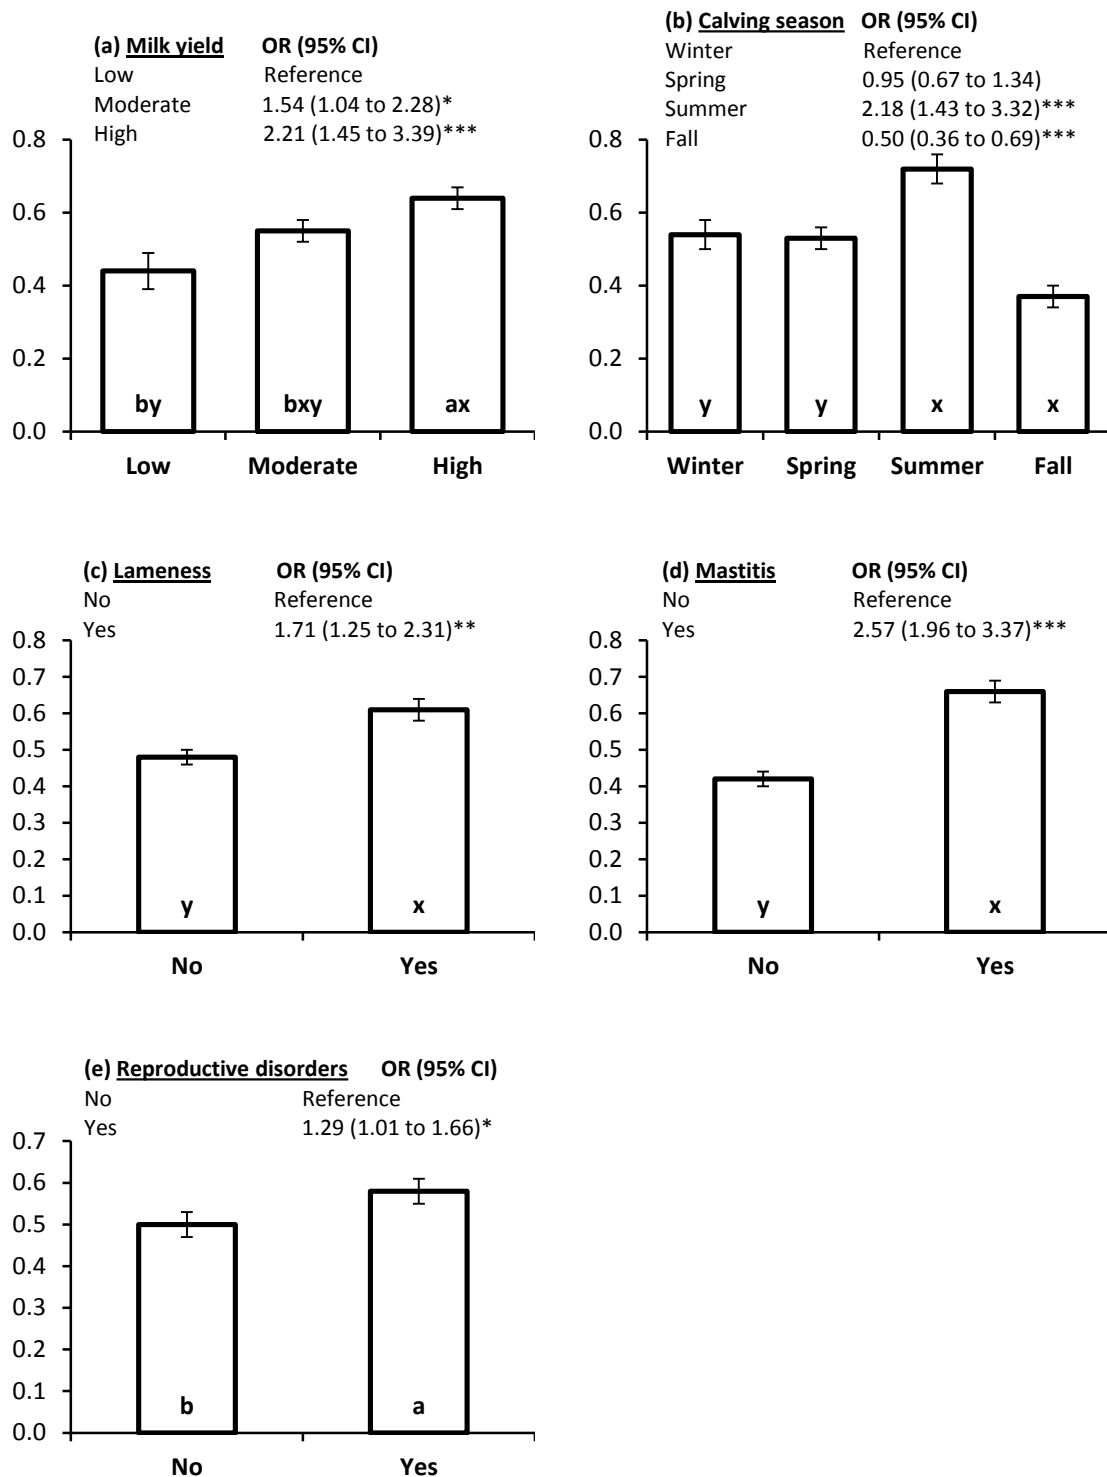 (a) Milk yield OR (95% CI)
Low Reference
Moderate 1.54 (1.04 to 2.28)*
High 2.21 (1.45 to 3.39)***
0.8
0.6
0.4
0.2
0.0
by bxy ax
Low Moderate High
(b) Calving season OR (95% CI)
Winter Reference
Spring 0.95 (0.67 to 1.34)
Summer 2.18 (1.43 to 3.32)***
Fall 0.50 (0.36 to 0.69)***
0.8
0.6
0.4
0.2
0.0
y y x x
Winter Spring Summer Fall
(c) Lameness OR (95% CI)
No Reference
Yes 1.71 (1.25 to 2.31)**
0.8
0.7
0.6
0.5
0.4
0.3
0.2
0.1
0.0
y x
No Yes
(d) Mastitis OR (95% CI)
No Reference
Yes 2.57 (1.96 to 3.37)***
0.8
0.7
0.6
0.5
0.4
0.3
0.2
0.1
0.0
y x
No Yes
(e) Reproductive disorders OR (95% CI)
No Reference
Yes 1.29 (1.01 to 1.66)*
0.7
0.6
0.5
0.4
0.3
0.2
0.1
0.0
b a
No Yes